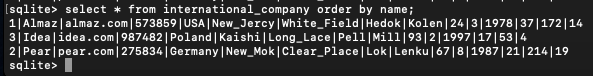 sqlite> select * from international_company order by name;
1|Almaz|almaz.com|573859|USA|New_Jercy|White_Field|Hedok|Kolen|24|3|1978|37|172|14
3|Idea|idea.com|987482|Poland|Kaishi|Long_Lace|Pell|Mill|93|2|1997|17|53|4
2|Pear|pear.com|275834|Germany|New_Mok|Clear_Place|Lok|Lenku|67|8|1987|21|214|19
sqlite>